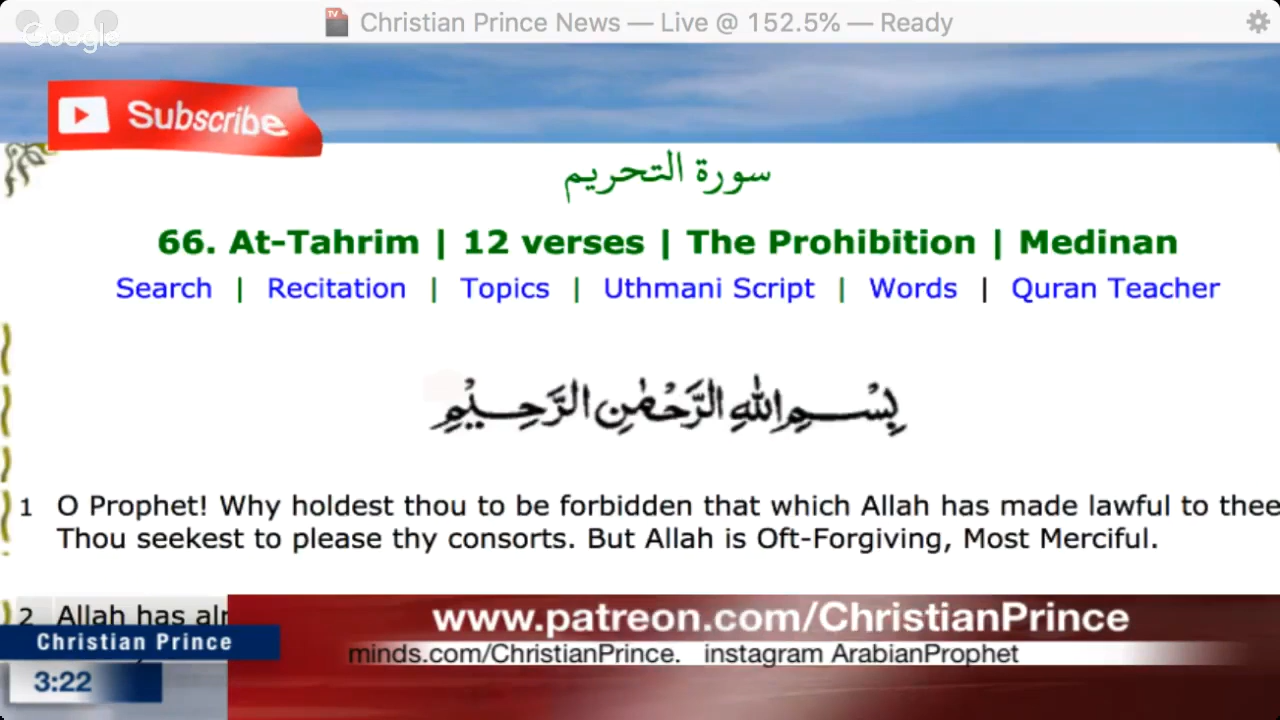 Christian Prince News — Live @ 152.5% — Ready
Google
Subscribe
سورة التحريم
66. At-Tahrim | 12 verses | The Prohibition | Medinan
Search | Recitation | Topics | Uthmani Script | Words | Quran Teacher
بِسْمِ اللهِ الرَّحْمٰنِ الرَّحِيْمِ
1 O Prophet! Why holdest thou to be forbidden that which Allah has made lawful to thee
Thou seekest to please thy consorts. But Allah is Oft-Forgiving, Most Merciful.
2 Allah has alr
www.patreon.com/ChristianPrince
Christian Prince
minds.com/ChristianPrince. instagram ArabianProphet
3:22